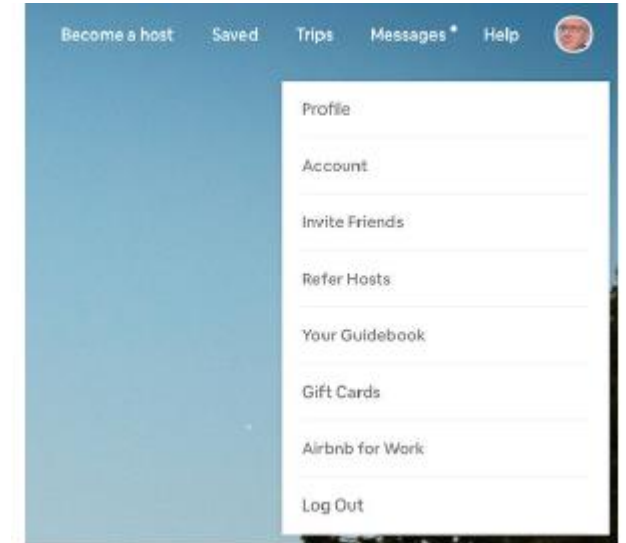 Become a host Saved Trips Messages Help
Profile
Account
Invite Friends
Refer Hosts
Your Guidebook
Gift Cards
Airbnb for Work
Log Out